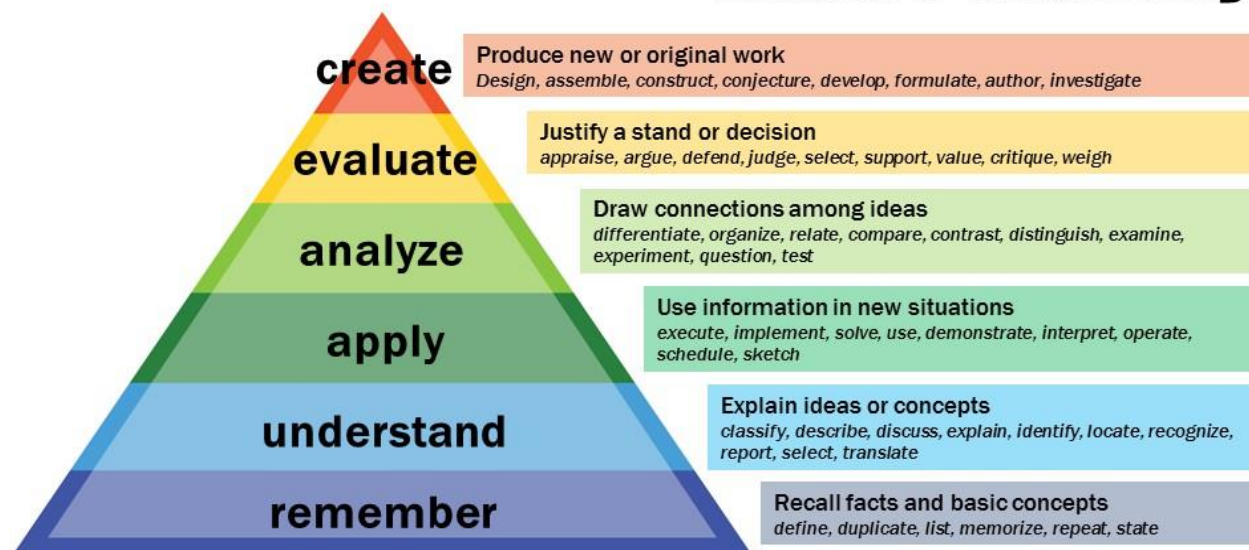 create
Produce new or original work
Design, assemble, construct, conjecture, develop, formulate, author, investigate
evaluate
Justify a stand or decision
appraise, argue, defend, judge, select, support, value, critique, weigh
analyze
Draw connections among ideas
differentiate, organize, relate, compare, contrast, distinguish, examine,
experiment, question, test
apply
Use information in new situations
execute, implement, solve, use, demonstrate, interpret, operate,
schedule, sketch
understand
Explain ideas or concepts
classify, describe, discuss, explain, identify, locate, recognize,
report, select, translate
remember
Recall facts and basic concepts
define, duplicate, list, memorize, repeat, state